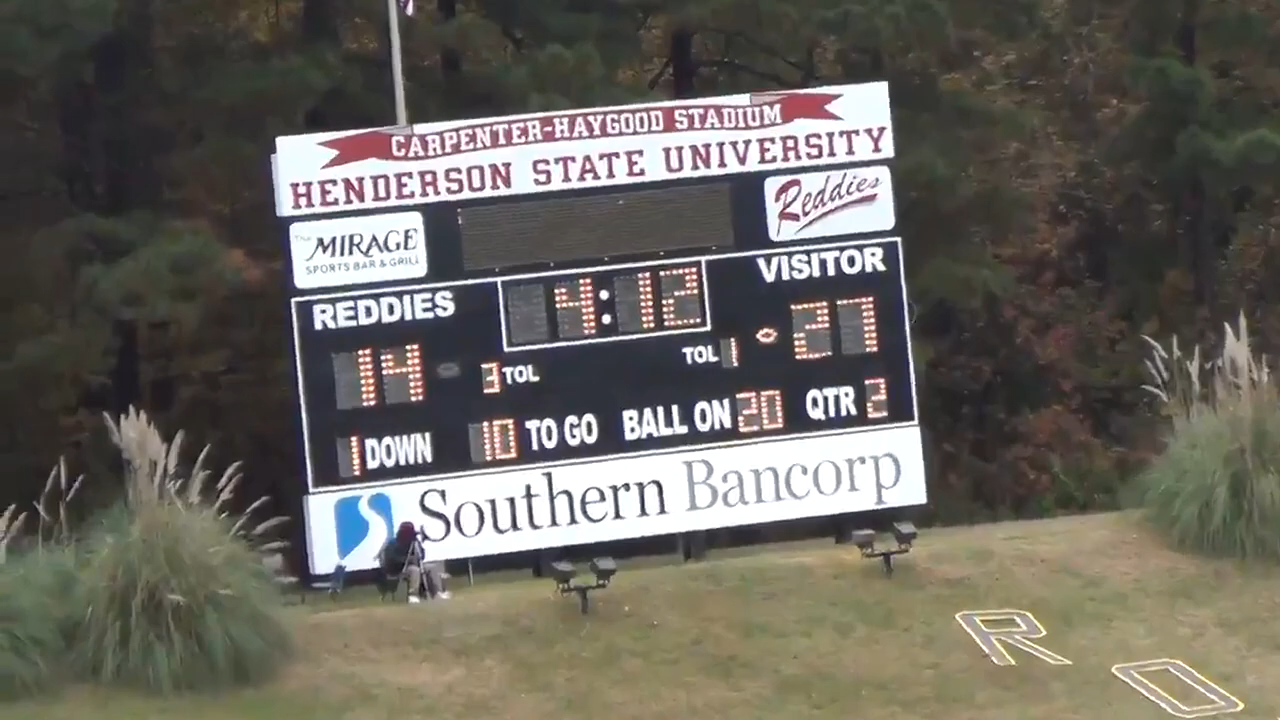 CARPENTER-HAYGOOD STADIUM
HENDERSON STATE UNIVERSITY
The MIRAGE
SPORTS BAR & GRILL
Reddies
REDDIES
4:12
VISITOR
14
3 TOL
TOL 1
27
1 DOWN
10 TO GO
BALL ON 20
QTR 2
Southern Bancorp
R O